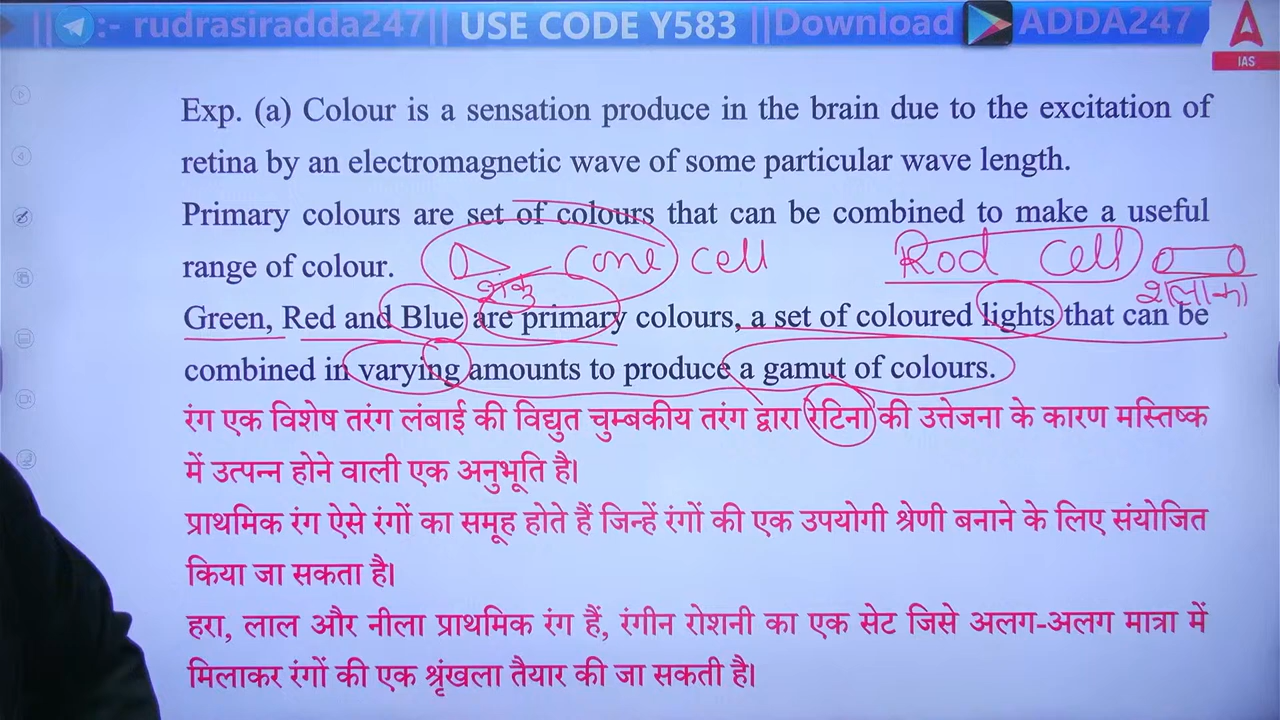 ||:- rudrasiradda247|| USE CODE Y583 ||Download ADDA247
IAS
Exp. (a) Colour is a sensation produce in the brain due to the excitation of
retina by an electromagnetic wave of some particular wave length.
Primary colours are set of colours that can be combined to make a useful
range of colour.
Cone cell
Rod Cell
शंकु
शलाका
Green, Red and Blue are primary colours, a set of coloured lights that can be
combined in varying amounts to produce a gamut of colours.
रंग एक विशेष तरंग लंबाई की विद्युत चुम्बकीय तरंग द्वारा रेटिना की उत्तेजना के कारण मस्तिष्क
में उत्पन्न होने वाली एक अनुभूति है।
प्राथमिक रंग ऐसे रंगों का समूह होते हैं जिन्हें रंगों की एक उपयोगी श्रेणी बनाने के लिए संयोजित
किया जा सकता है।
हरा, लाल और नीला प्राथमिक रंग हैं, रंगीन रोशनी का एक सेट जिसे अलग-अलग मात्रा में
मिलाकर रंगों की एक श्रृंखला तैयार की जा सकती है।